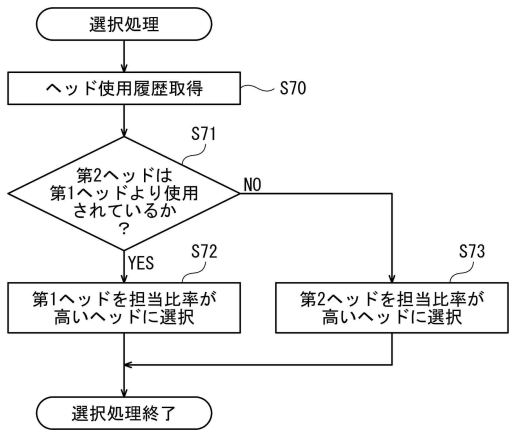 選択処理
ヘッド使用履歴取得
S70
S71
第2ヘッドは
第1ヘッドより使用
されているか
?
NO
YES
S72
S73
第1ヘッドを担当比率が
高いヘッドに選択
第2ヘッドを担当比率が
高いヘッドに選択
選択処理終了